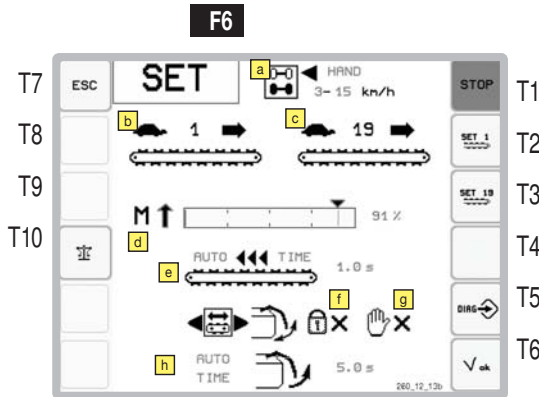 F6
T7
ESC
SET
a
HAND
3-15 km/h
STOP
T1
T8
b
1
c
19
SET 1
T2
T9
SET 19
T3
T10
M
91 %
d
T4
e
AUTO
TIME
1.0 s
DIAG
T5
f
g
h
AUTO
TIME
5.0 s
ok
T6
260_12_13b